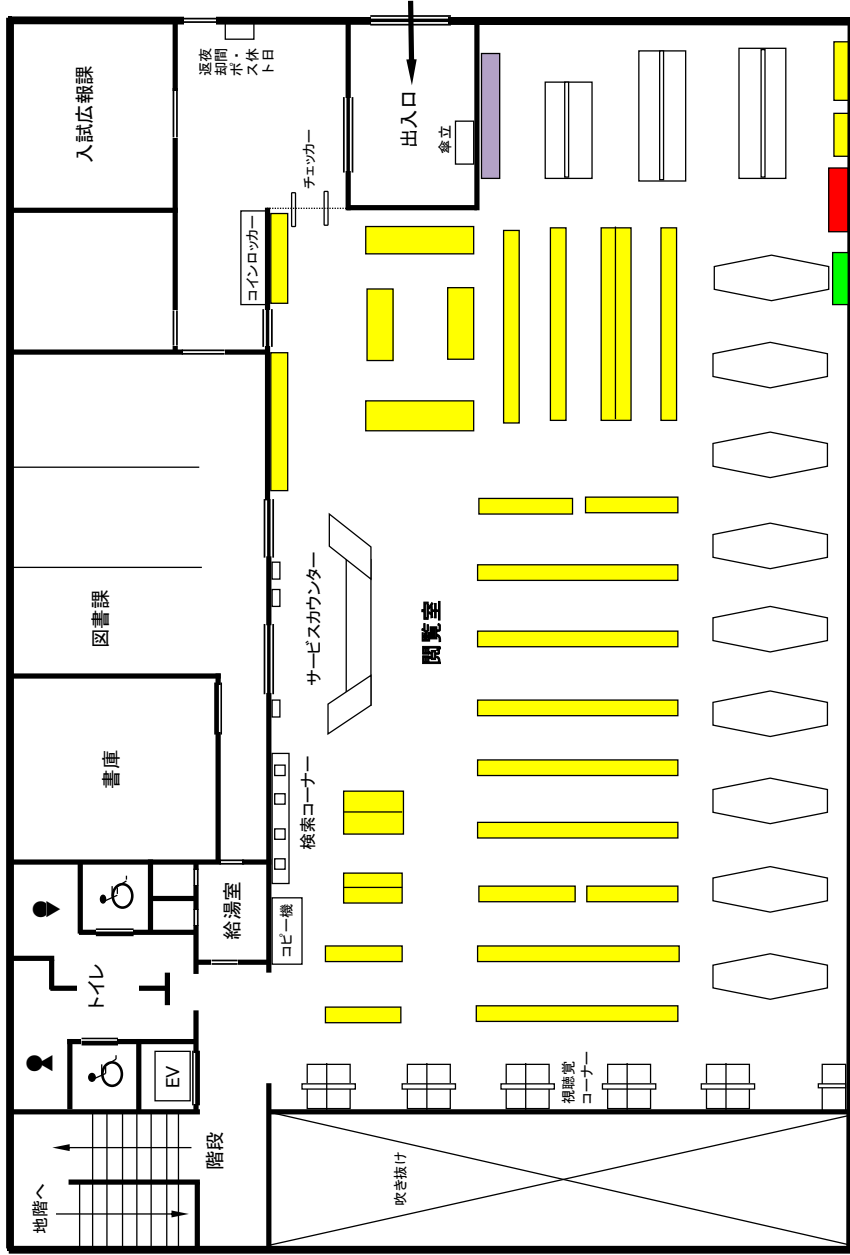 入試広報課
夜間・休日
返却ポスト
出入口
傘立
チェッカー
コインロッカー
図書課
サービスカウンター
閲覧室
書庫
検索コーナー
給湯室
コピー機
トイレ
EV
視聴覚
コーナー
階段
地階へ
吹き抜け